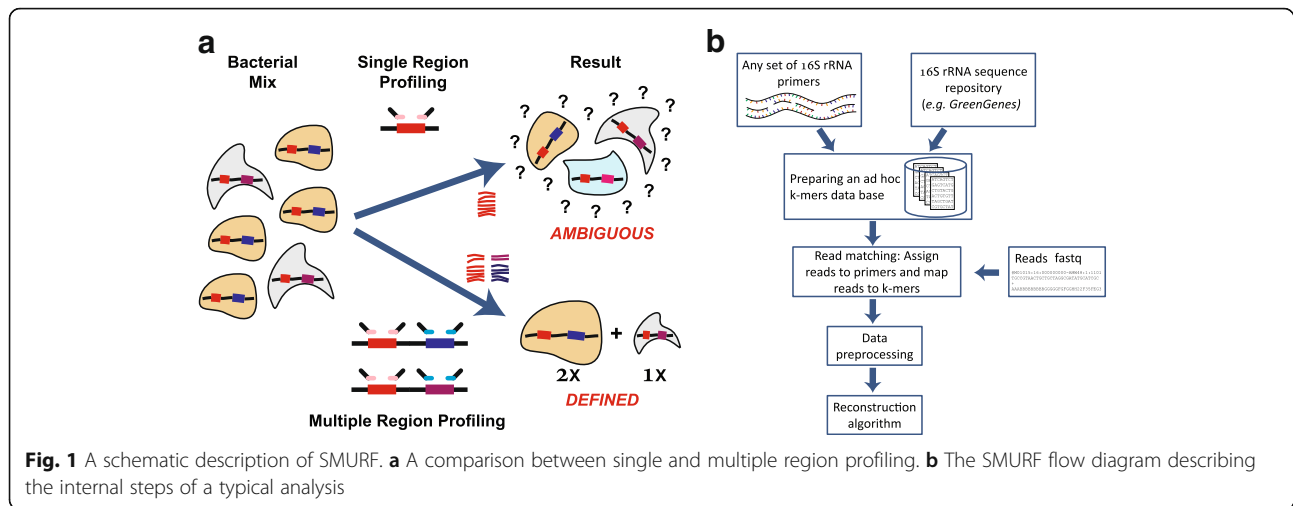 a
Bacterial
Mix
Single Region
Profiling
Result
? ? ? ? ? ? ? ? ? ? ? ? ? ? ?
AMBIGUOUS
+
2X
1X
DEFINED
Multiple Region Profiling
b
Any set of 16S rRNA
primers
16S rRNA sequence
repository
(e.g. GreenGenes)
Preparing an ad hoc
k-mers data base
Read matching: Assign
reads to primers and map
reads to k-mers
Reads fastq
Data
preprocessing
Reconstruction
algorithm
Fig. 1 A schematic description of SMURF. a A comparison between single and multiple region profiling. b The SMURF flow diagram describing
the internal steps of a typical analysis